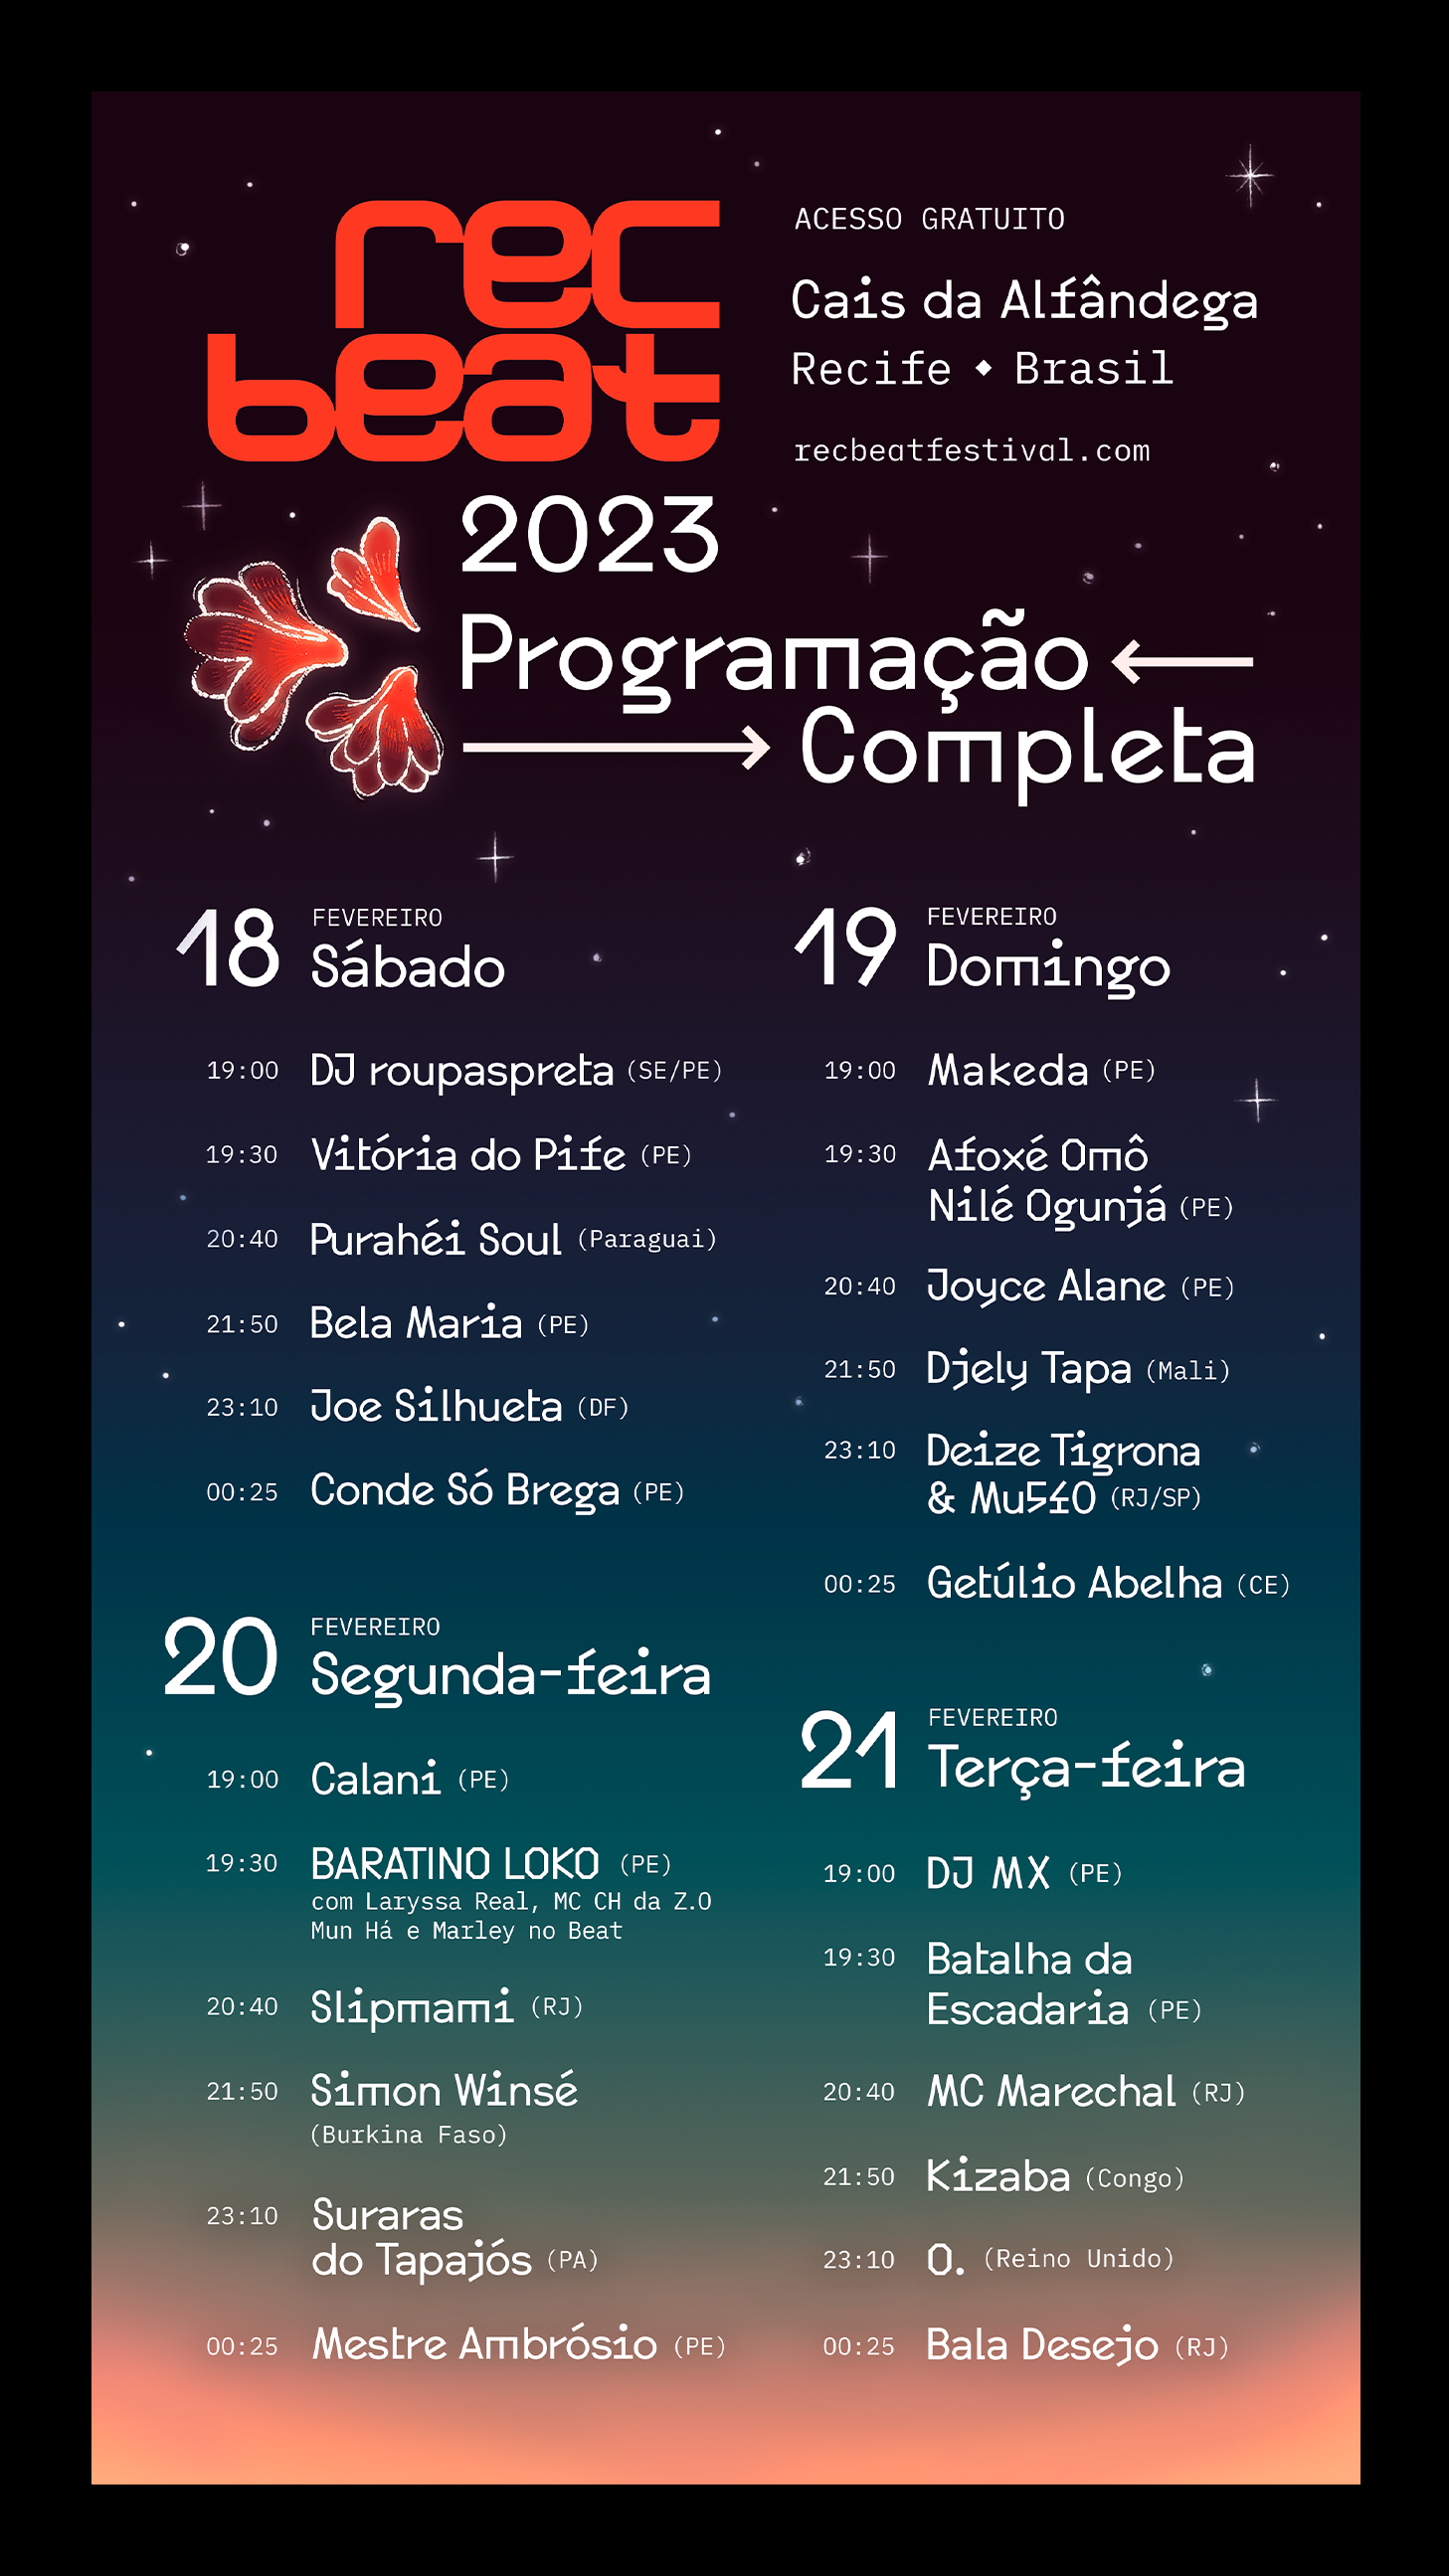 rec
beat
ACESSO GRATUITO
Cais da Alfândega
Recife ◆ Brasil
recbeatfestival.com
2023
Programação ←
→ Completa
18 FEVEREIRO
Sábado
19:00 DJ roupaspreta (SE/PE)
19:30 Vitória do Pife (PE)
20:40 Purahéi Soul (Paraguai)
21:50 Bela Maria (PE)
23:10 Joe Silhueta (DF)
00:25 Conde Só Brega (PE)
19 FEVEREIRO
Domingo
19:00 Makeda (PE)
19:30 Afoxé Omô
Nilé Ogunjá (PE)
20:40 Joyce Alane (PE)
21:50 Djely Tapa (Mali)
23:10 Deize Tigrona
& Mu540 (RJ/SP)
00:25 Getúlio Abelha (CE)
20 FEVEREIRO
Segunda-feira
19:00 Calani (PE)
19:30 BARATINO LOKO (PE)
com Laryssa Real, MC CH da Z.O
Mun Há e Marley no Beat
20:40 Slipmami (RJ)
21:50 Simon Winsé
(Burkina Faso)
23:10 Suraras
do Tapajós (PA)
00:25 Mestre Ambrósio (PE)
21 FEVEREIRO
Terça-feira
19:00 DJ MX (PE)
19:30 Batalha da
Escadaria (PE)
20:40 MC Marechal (RJ)
21:50 Kizaba (Congo)
23:10 O. (Reino Unido)
00:25 Bala Desejo (RJ)